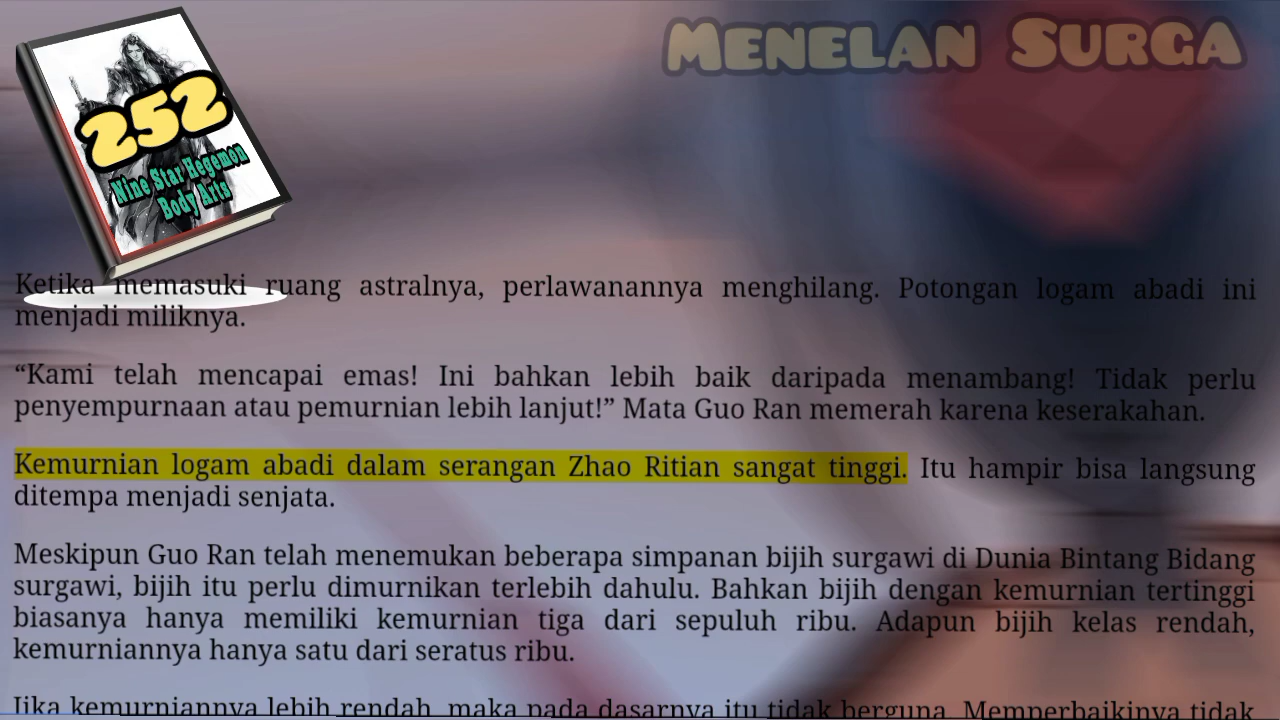 Menelan Surga
252
Nine Star Hegemon
Body Arts
Ketika memasuki ruang astralnya, perlawanannya menghilang. Potongan logam abadi ini
menjadi miliknya.
“Kami telah mencapai emas! Ini bahkan lebih baik daripada menambang! Tidak perlu
penyempurnaan atau pemurnian lebih lanjut!” Mata Guo Ran memerah karena keserakahan.
Kemurnian logam abadi dalam serangan Zhao Ritian sangat tinggi. Itu hampir bisa langsung
ditempa menjadi senjata.
Meskipun Guo Ran telah menemukan beberapa simpanan bijih surgawi di Dunia Bintang Bidang
surgawi, bijih itu perlu dimurnikan terlebih dahulu. Bahkan bijih dengan kemurnian tertinggi
biasanya hanya memiliki kemurnian tiga dari sepuluh ribu. Adapun bijih kelas rendah,
kemurniannya hanya satu dari seratus ribu.
Jika kemurniannya lebih rendah, maka pada dasarnya itu tidak berguna. Memperbaikinya tidak